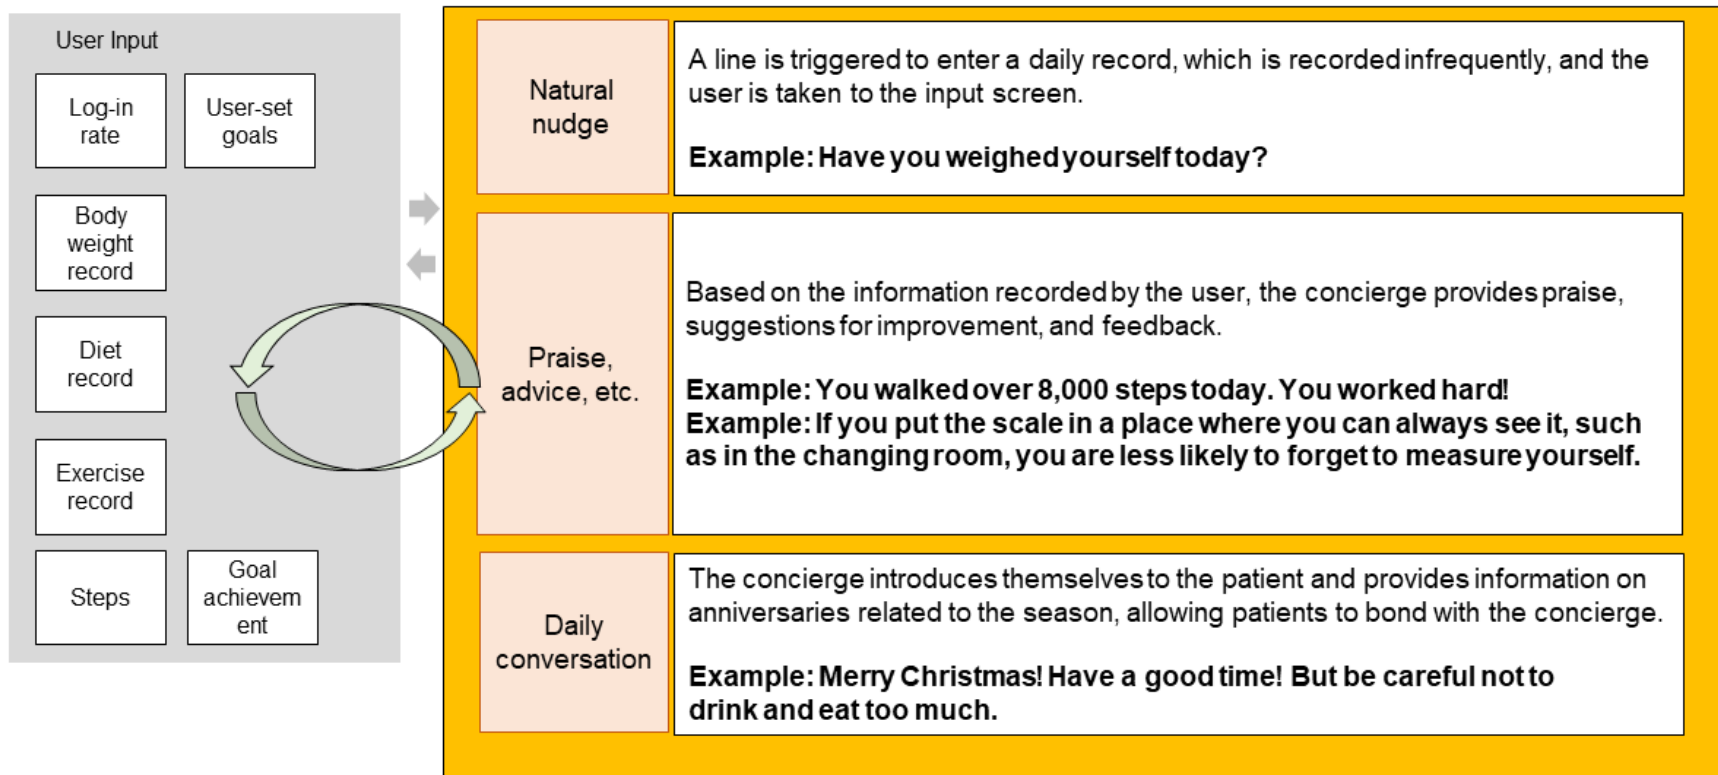 User Input
Log-in
rate
User-set
goals
Body
weight
record
Diet
record
Exercise
record
Steps
Goal
achievem
ent
Natural
nudge
A line is triggered to enter a daily record, which is recorded infrequently, and the
user is taken to the input screen.
Example: Have you weighed yourself today?
Praise,
advice, etc.
Based on the information recorded by the user, the concierge provides praise,
suggestions for improvement, and feedback.
Example: You walked over 8,000 steps today. You worked hard!
Example: If you put the scale in a place where you can always see it, such
as in the changing room, you are less likely to forget to measure yourself.
Daily
conversation
The concierge introduces themselves to the patient and provides information on
anniversaries related to the season, allowing patients to bond with the concierge.
Example: Merry Christmas! Have a good time! But be careful not to
drink and eat too much.